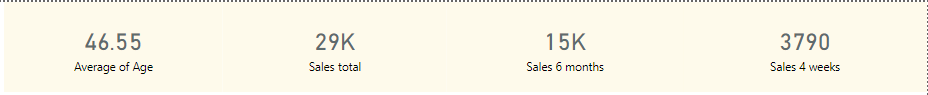 46.55 29K 15K 3790
Average of Age Sales total Sales 6 months Sales 4 weeks